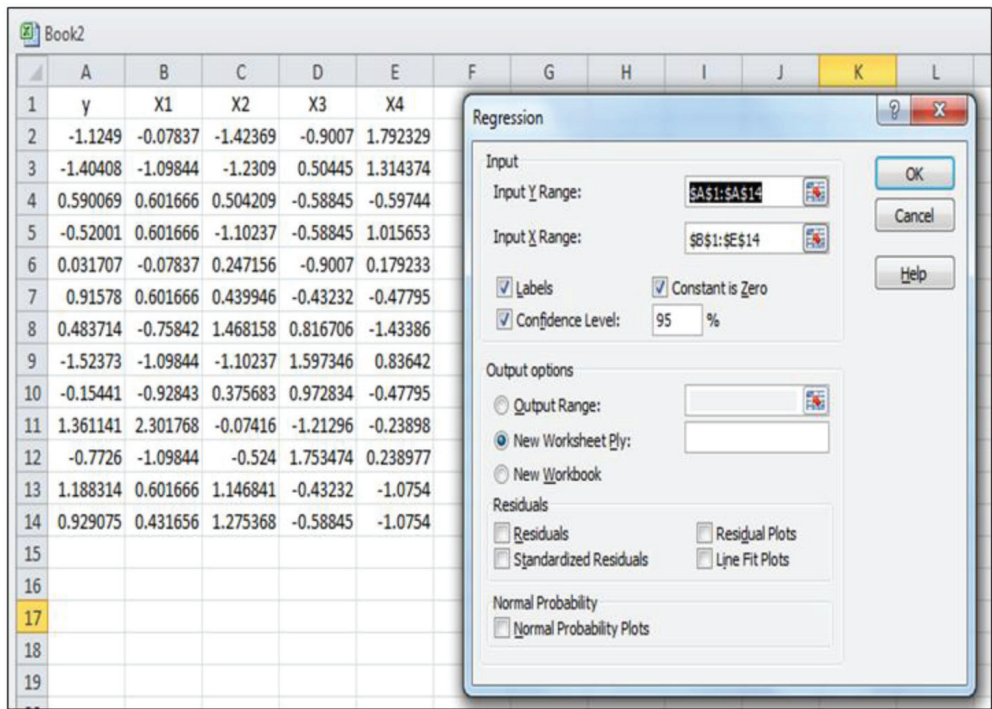 Book2
A B C D E F G H I J K L
1 y X1 X2 X3 X4
2 -1.1249 -0.07837 -1.42369 -0.9007 1.792329
3 -1.40408 -1.09844 -1.2309 0.50445 1.314374
4 0.590069 0.601666 0.504209 -0.58845 -0.59744
5 -0.52001 0.601666 -1.10237 -0.58845 1.015653
6 0.031707 -0.07837 0.247156 -0.9007 0.179233
7 0.91578 0.601666 0.439946 -0.43232 -0.47795
8 0.483714 -0.75842 1.468158 0.816706 -1.43386
9 -1.52373 -1.09844 -1.10237 1.597346 0.83642
10 -0.15441 -0.92843 0.375683 0.972834 -0.47795
11 1.361141 2.301768 -0.07416 -1.21296 -0.23898
12 -0.7726 -1.09844 -0.524 1.753474 0.238977
13 1.188314 0.601666 1.146841 -0.43232 -1.0754
14 0.929075 0.431656 1.275368 -0.58845 -1.0754
15
16
17
18
19
Regression ? X
Input
Input Y Range: $A$1:$A$14
Input X Range: $B$1:$E$14
Labels Constant is Zero
Confidence Level: 95 %
OK
Cancel
Help
Output options
Output Range:
New Worksheet Ply:
New Workbook
Residuals
Residuals Residual Plots
Standardized Residuals Line Fit Plots
Normal Probability
Normal Probability Plots